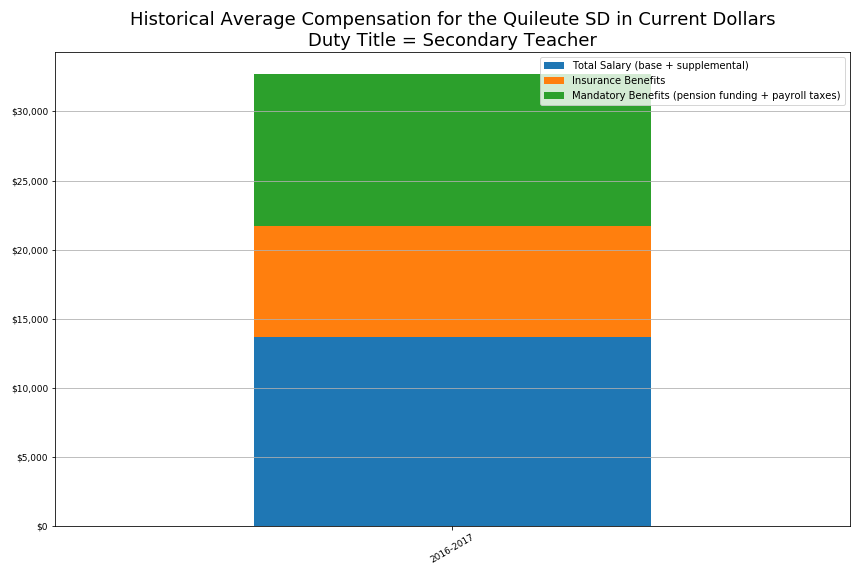 Historical Average Compensation for the Quileute SD in Current Dollars
Duty Title = Secondary Teacher
Total Salary (base + supplemental)
Insurance Benefits
Mandatory Benefits (pension funding + payroll taxes)
$30,000
$25,000
$20,000
$15,000
$10,000
$5,000
$0
2016-2017